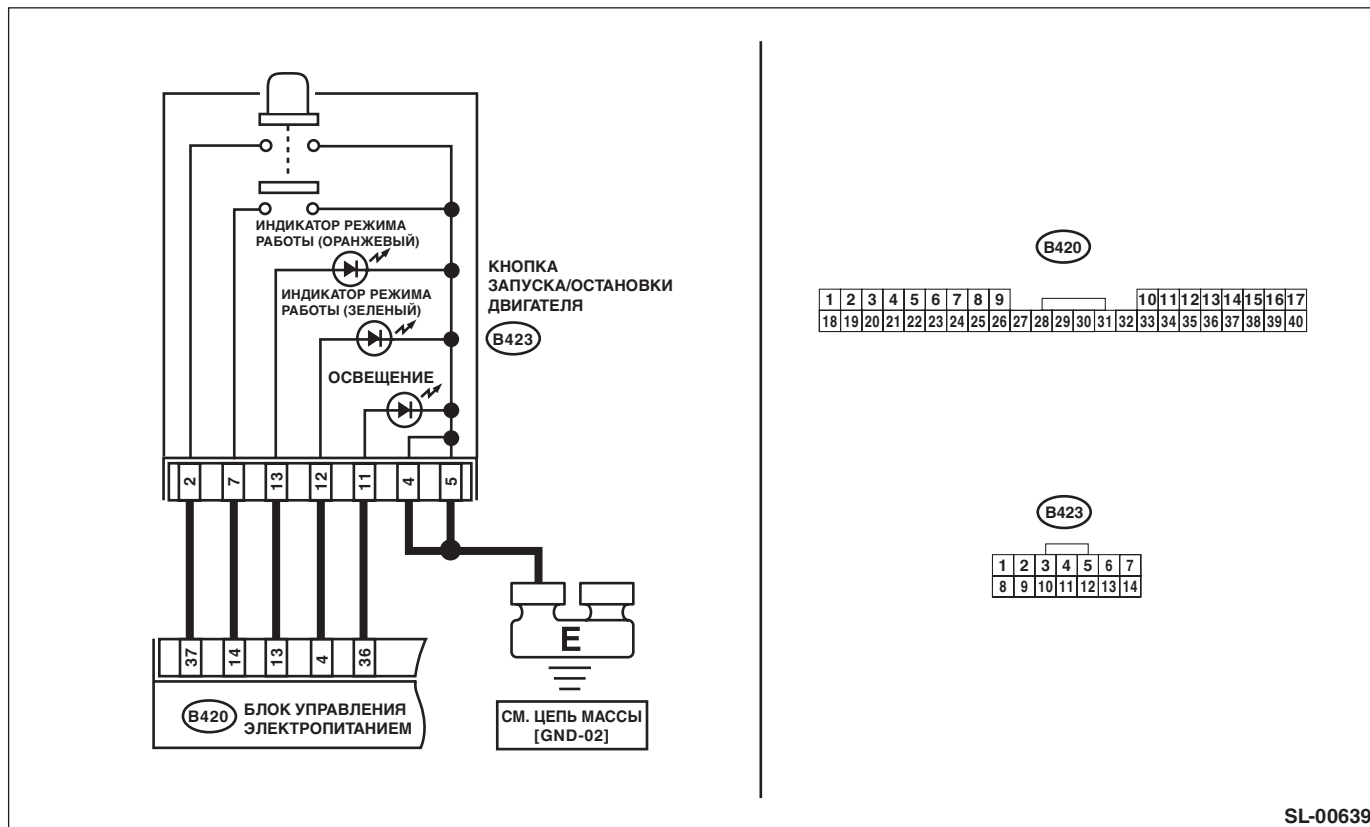 ИНДИКАТОР РЕЖИМА
РАБОТЫ (ОРАНЖЕВЫЙ)
ИНДИКАТОР РЕЖИМА
РАБОТЫ (ЗЕЛЕНЫЙ)
ОСВЕЩЕНИЕ
КНОПКА
ЗАПУСКА/ОСТАНОВКИ
ДВИГАТЕЛЯ
B423
2 7 13 12 11 4 5
37 14 13 4 36
B420
БЛОК УПРАВЛЕНИЯ
ЭЛЕКТРОПИТАНИЕМ
E
СМ. ЦЕПЬ МАССЫ
[GND-02]
B420
1 2 3 4 5 6 7 8 9 10 11 12 13 14 15 16 17
18 19 20 21 22 23 24 25 26 27 28 29 30 31 32 33 34 35 36 37 38 39 40
B423
1 2 3 4 5 6 7
8 9 10 11 12 13 14
SL-00639